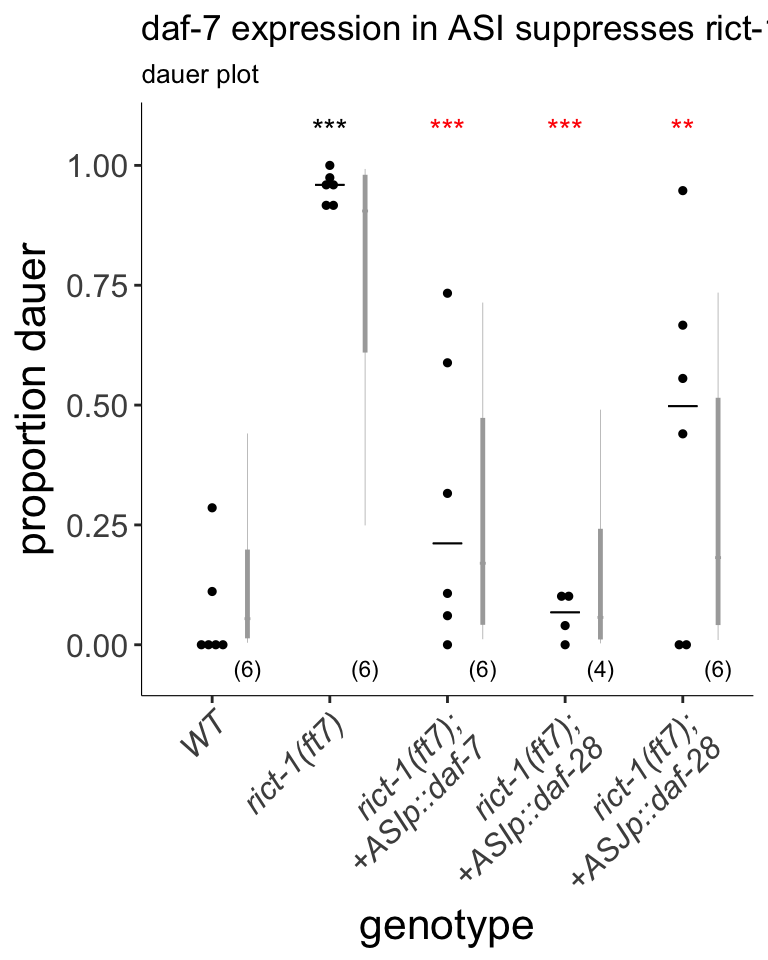 daf-7 expression in ASI suppresses rict-
dauer plot
*** *** *** **
1.00
0.75
0.50
0.25
0.00
proportion dauer
(6) (6) (6) (4) (6)
WT
rict-1(ft7)
rict-1(ft7);
+ASIp::daf-7
rict-1(ft7);
+ASIp::daf-28
rict-1(ft7);
+ASJp::daf-28
genotype